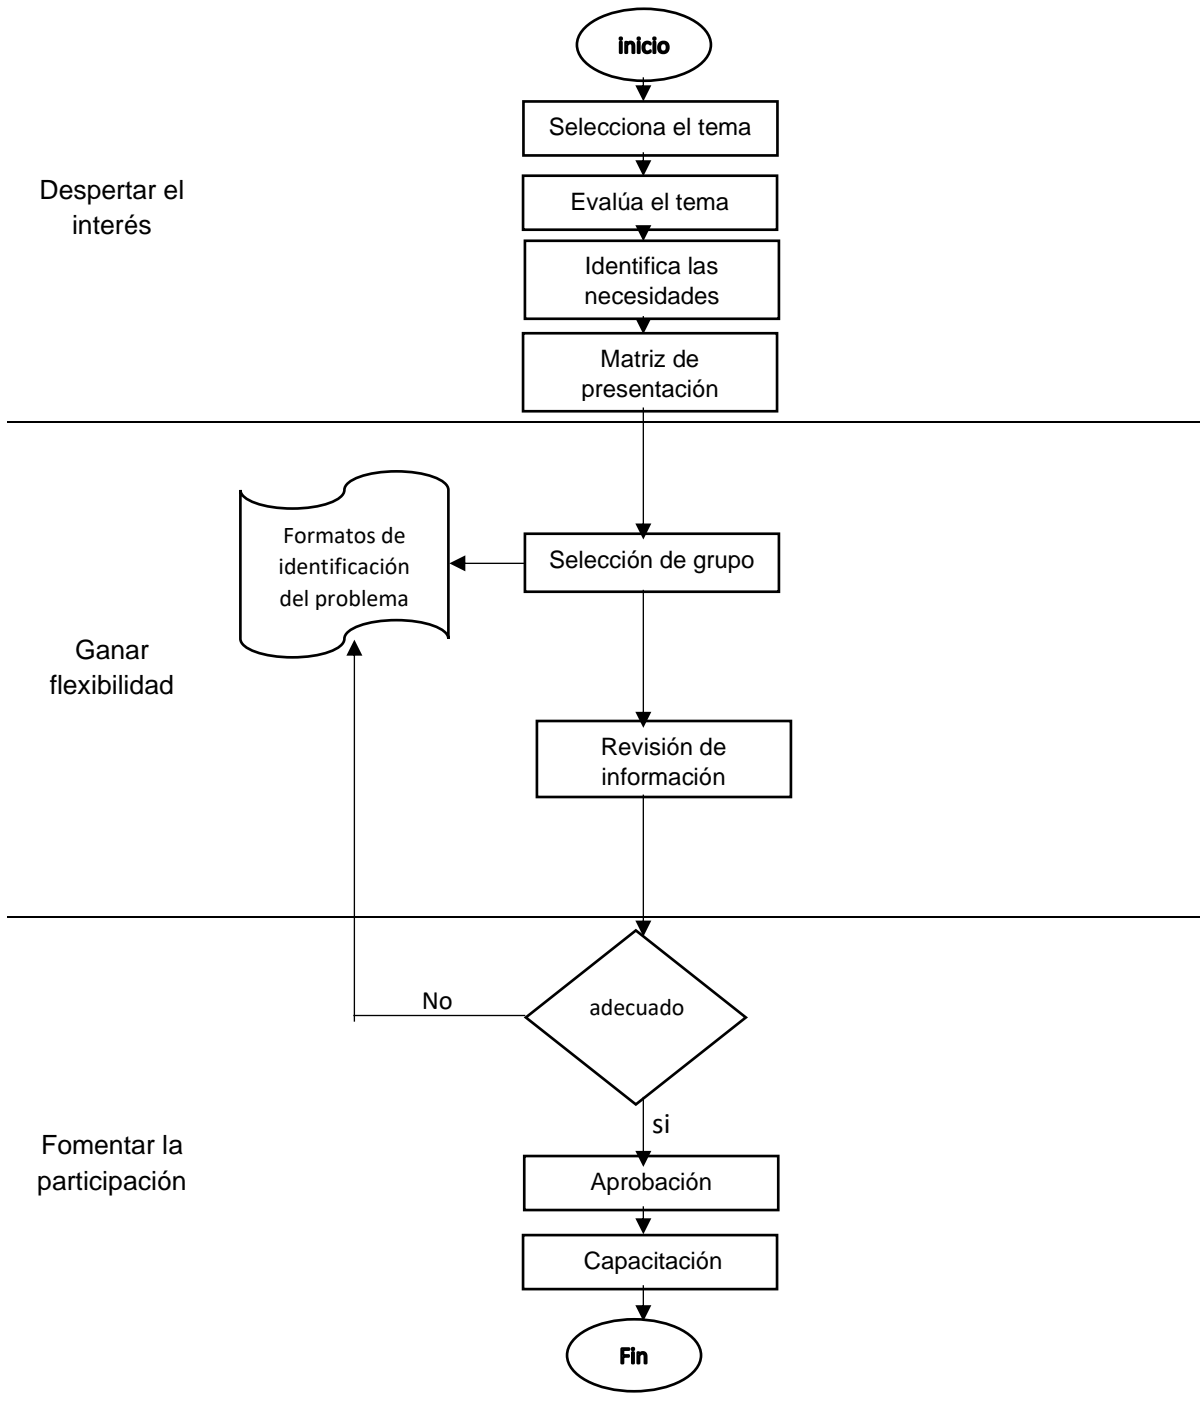 inicio
Selecciona el tema
Despertar el
interés
Evalúa el tema
Identifica las
necesidades
Matriz de
presentación
Formatos de
identificación
del problema
Selección de grupo
Ganar
flexibilidad
Revisión de
información
No
adecuado
si
Fomentar la
participación
Aprobación
Capacitación
Fin